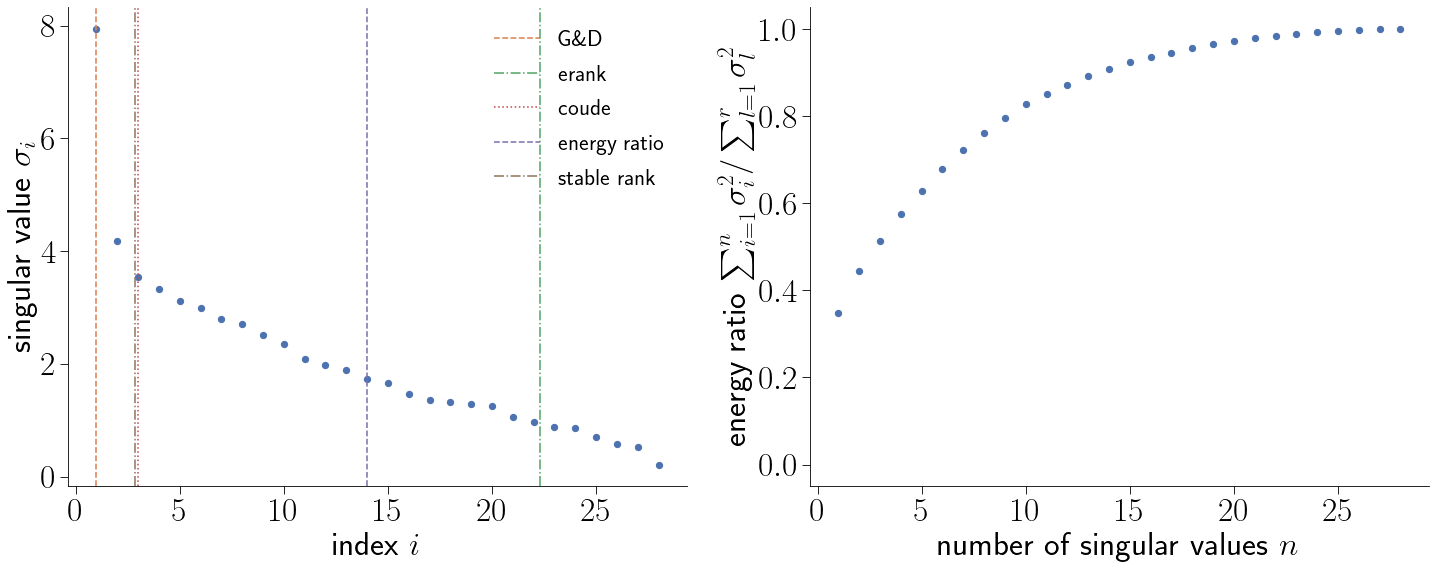 singular value σ_i
8
6
4
2
0
0 5 10 15 20 25
index i
G&D
erank
coude
energy ratio
stable rank
energy ratio ∑_{i=1}^{n} σ_i^2 / ∑_{l=1}^{r} σ_l^2
1.0
0.8
0.6
0.4
0.2
0.0
0 5 10 15 20 25
number of singular values n